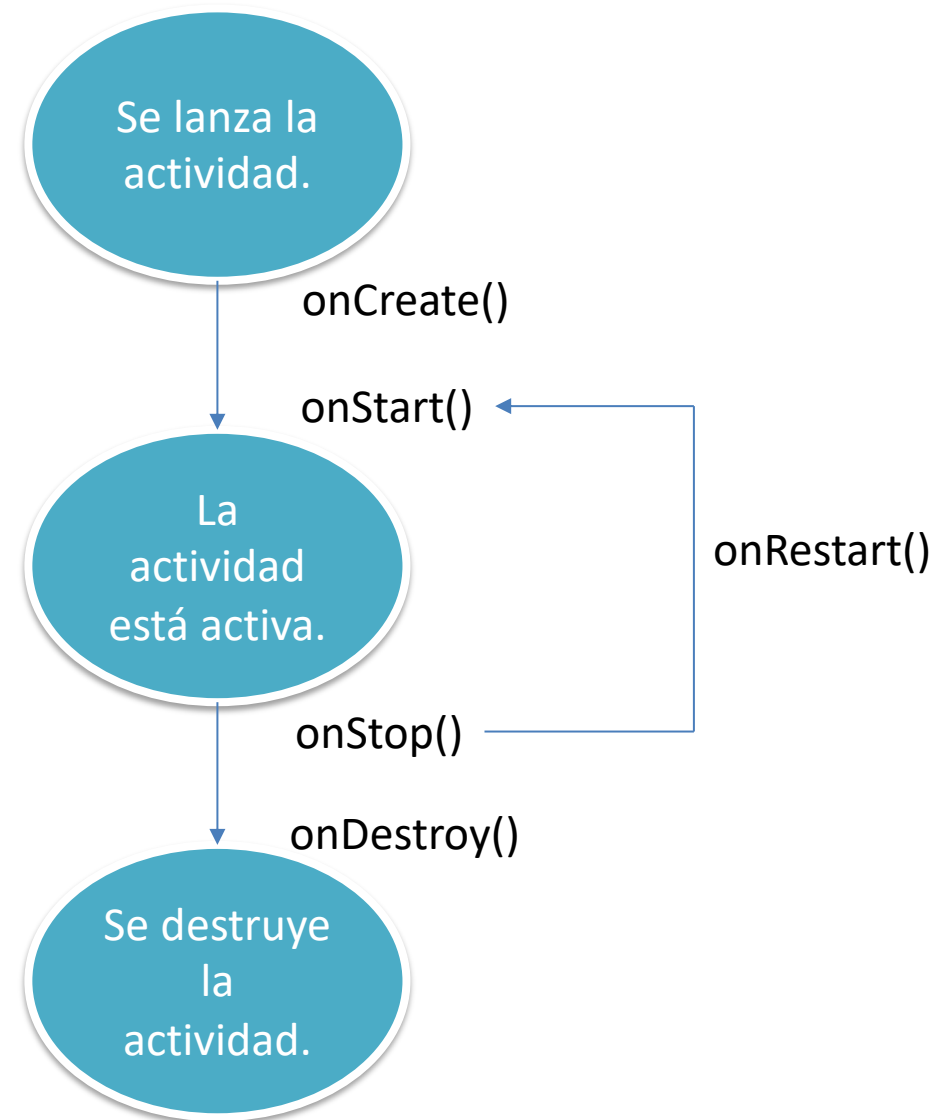 Se lanza la
actividad.
onCreate()
onStart()
La
actividad
está activa.
onRestart()
onStop()
onDestroy()
Se destruye
la
actividad.